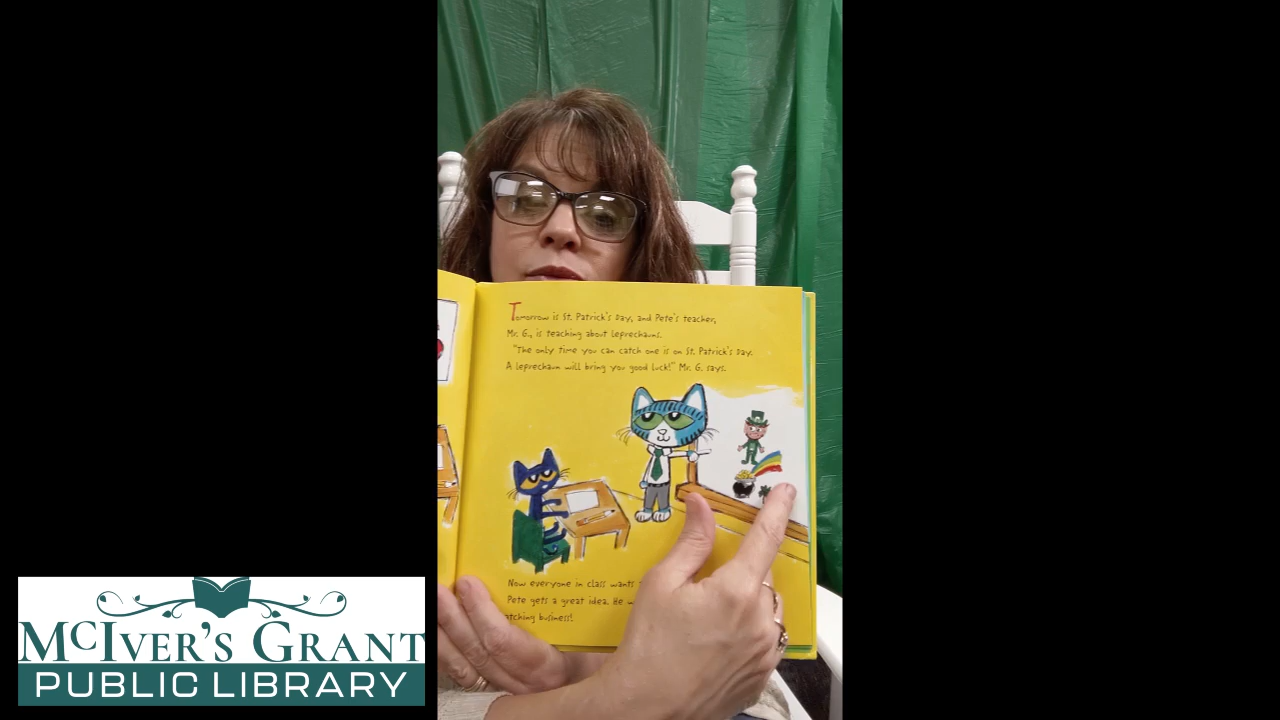 Tomorrow is St. Patrick's Day, and Pete's teacher,
Mr. G., is teaching about leprechauns.
"The only time you can catch one is on St. Patrick's Day.
A leprechaun will bring you good luck!" Mr. G. says.
Now everyone in class wants
Pete gets a great idea. He
business!
McIver's Grant
PUBLIC LIBRARY